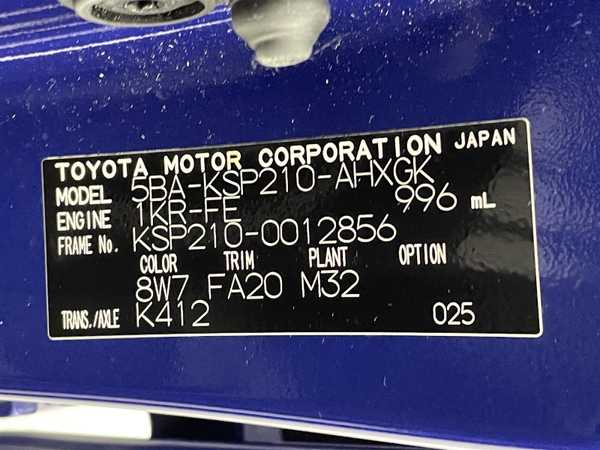 TOYOTA MOTOR CORPORATION JAPAN
MODEL 5BA-KSP210-AHXGK
ENGINE 1KR-FE 996 mL
FRAME No. KSP210-0012856
COLOR TRIM PLANT OPTION
8W7 FA20 M32
TRANS./AXLE K412 025